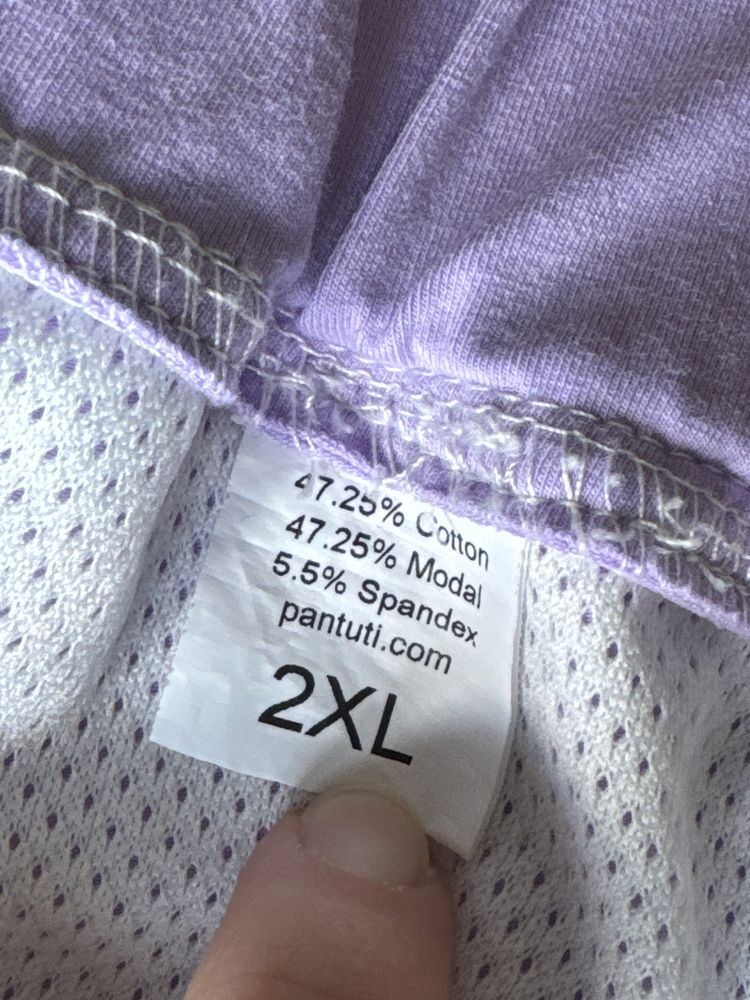 47.25% Cotton
47.25% Modal
5.5% Spandex
pantuti.com
2XL